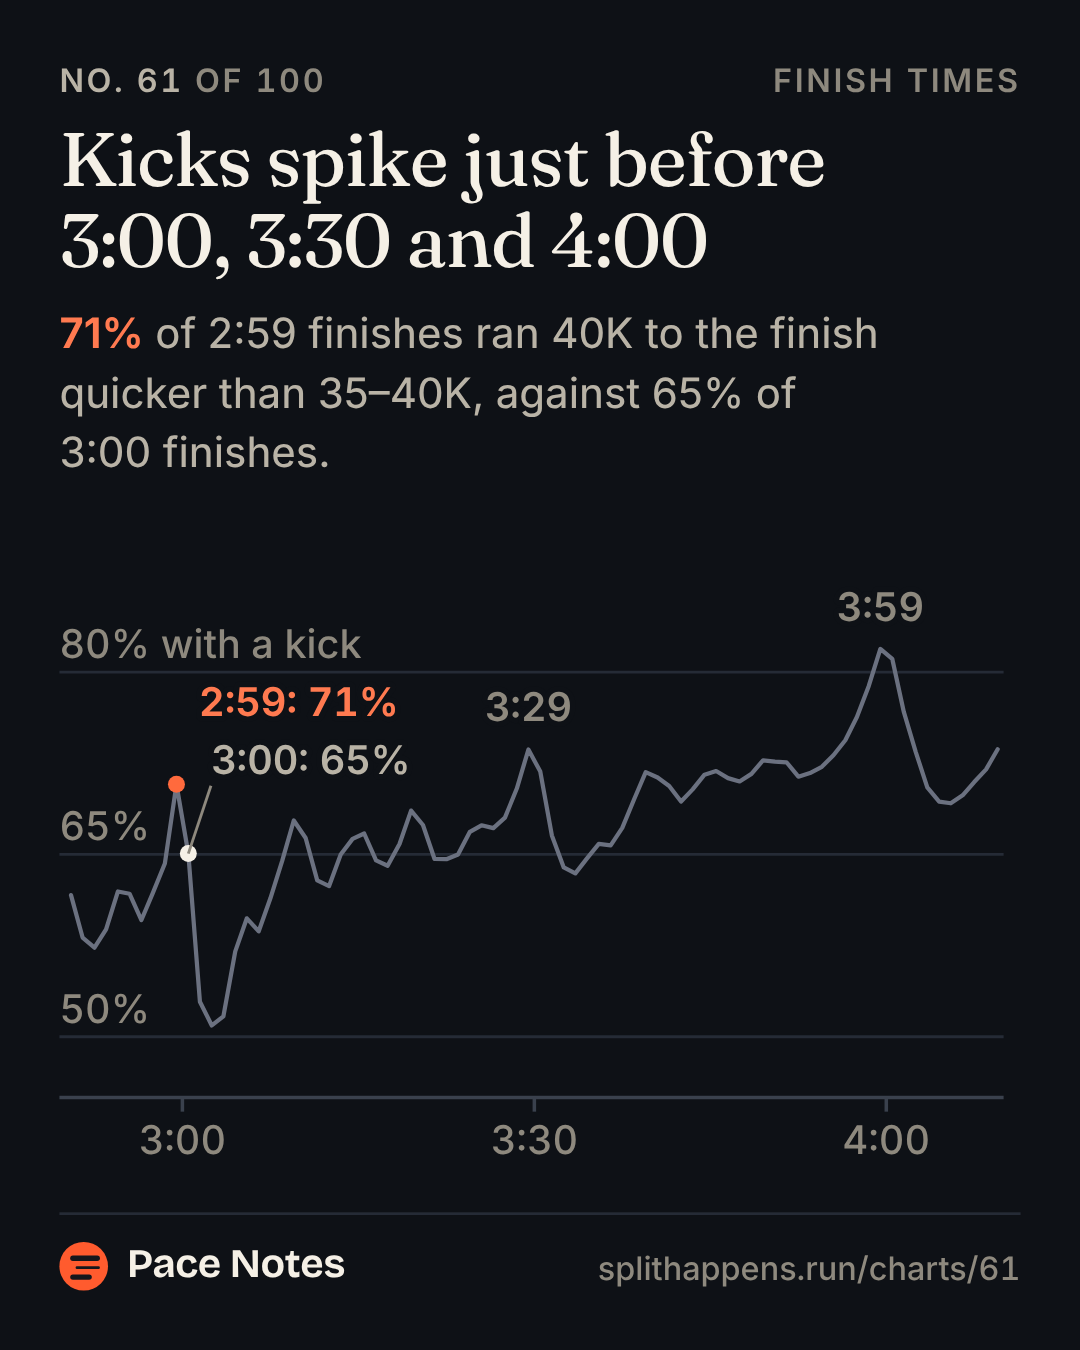 NO. 61 OF 100
FINISH TIMES
Kicks spike just before
3:00, 3:30 and 4:00
71% of 2:59 finishes ran 40K to the finish
quicker than 35–40K, against 65% of
3:00 finishes.
3:59
80% with a kick
2:59: 71%
3:29
3:00: 65%
65%
50%
3:00
3:30
4:00
Pace Notes
splithappens.run/charts/61